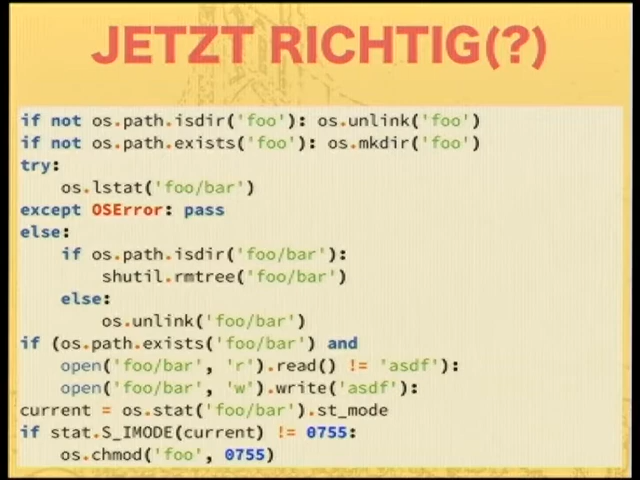 JETZT RICHTIG(?)
if not os.path.isdir('foo'): os.unlink('foo')
if not os.path.exists('foo'): os.mkdir('foo')
try:
    os.lstat('foo/bar')
except OSError: pass
else:
    if os.path.isdir('foo/bar'):
        shutil.rmtree('foo/bar')
    else:
        os.unlink('foo/bar')
if (os.path.exists('foo/bar') and
    open('foo/bar', 'r').read() != 'asdf'):
    open('foo/bar', 'w').write('asdf'):
current = os.stat('foo/bar').st_mode
if stat.S_IMODE(current) != 0755:
    os.chmod('foo', 0755)